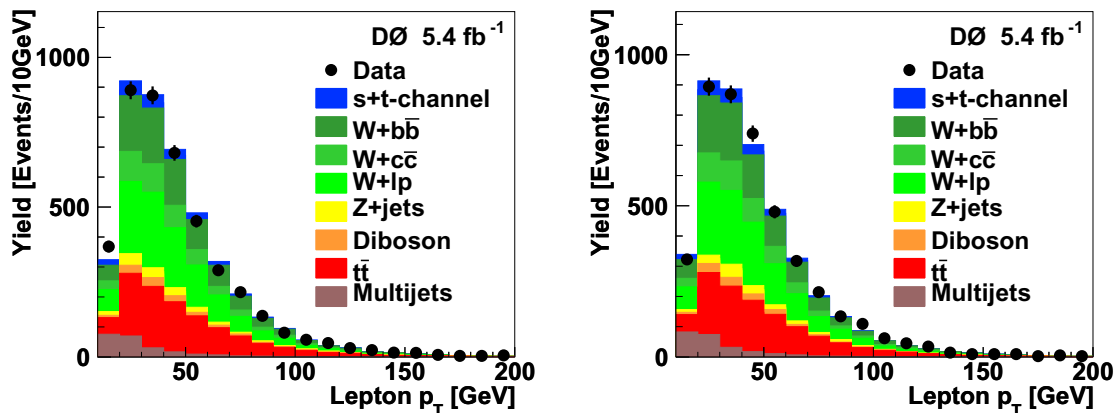 DØ 5.4 fb⁻¹
Data
s+t-channel
W+bb̄
W+cc̄
W+lp
Z+jets
Diboson
tt̄
Multijets
Yield [Events/10GeV]
1000
500
0
50 100 150 200
Lepton p_T [GeV]
DØ 5.4 fb⁻¹
Data
s+t-channel
W+bb̄
W+cc̄
W+lp
Z+jets
Diboson
tt̄
Multijets
Yield [Events/10GeV]
1000
500
0
50 100 150 200
Lepton p_T [GeV]